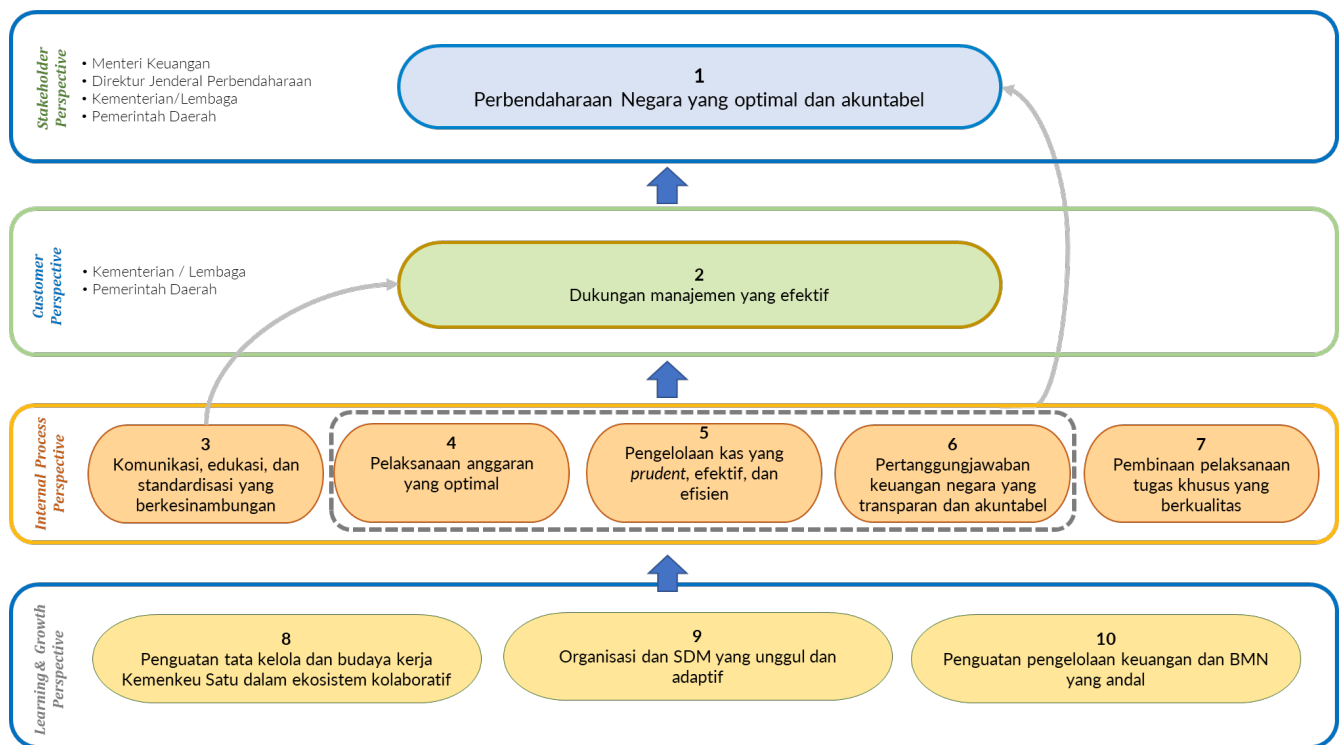 Stakeholder
Perspective
• Menteri Keuangan
• Direktur Jenderal Perbendaharaan
• Kementerian/Lembaga
• Pemerintah Daerah
1
Perbendaharaan Negara yang optimal dan akuntabel
Customer
Perspective
• Kementerian / Lembaga
• Pemerintah Daerah
2
Dukungan manajemen yang efektif
Internal Process
Perspective
3
Komunikasi, edukasi, dan
standardisasi yang
berkesinambungan
4
Pelaksanaan anggaran
yang optimal
5
Pengelolaan kas yang
prudent, efektif, dan
efisien
6
Pertanggungjawaban
keuangan negara yang
transparan dan akuntabel
7
Pembinaan pelaksanaan
tugas khusus yang
berkualitas
Learning & Growth
Perspective
8
Penguatan tata kelola dan budaya kerja
Kemenkeu Satu dalam ekosistem kolaboratif
9
Organisasi dan SDM yang unggul dan
adaptif
10
Penguatan pengelolaan keuangan dan BMN
yang andal